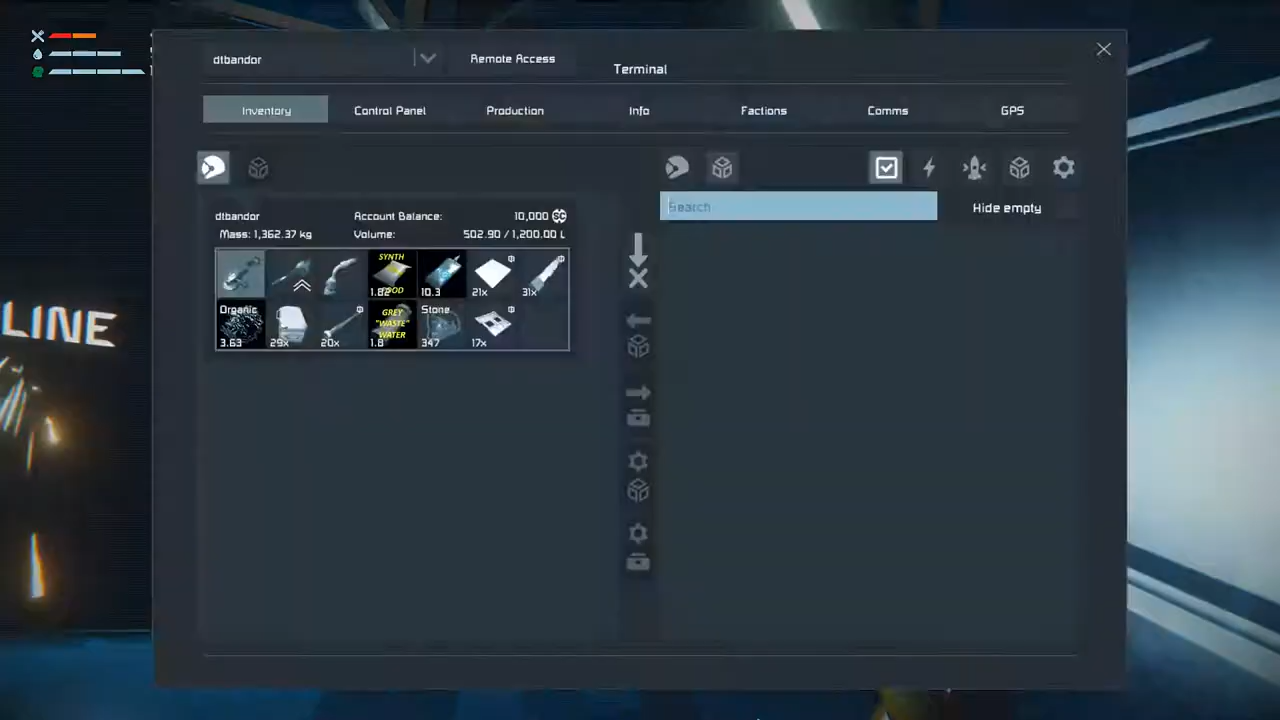 dtbandor
Remote Access
Terminal
Inventory
Control Panel
Production
Info
Factions
Comms
GPS
Search
Hide empty
dtbandor
Account Balance: 10,000 SC
Mass: 1,362.37 kg
Volume: 502.90 / 1,200.00 L
SYNTH
FOOD
1.82
10.3
21x
31x
Organic
3.63
29x
20x
GREY
"WASTE"
WATER
1.8
Stone
347
17x
LINE